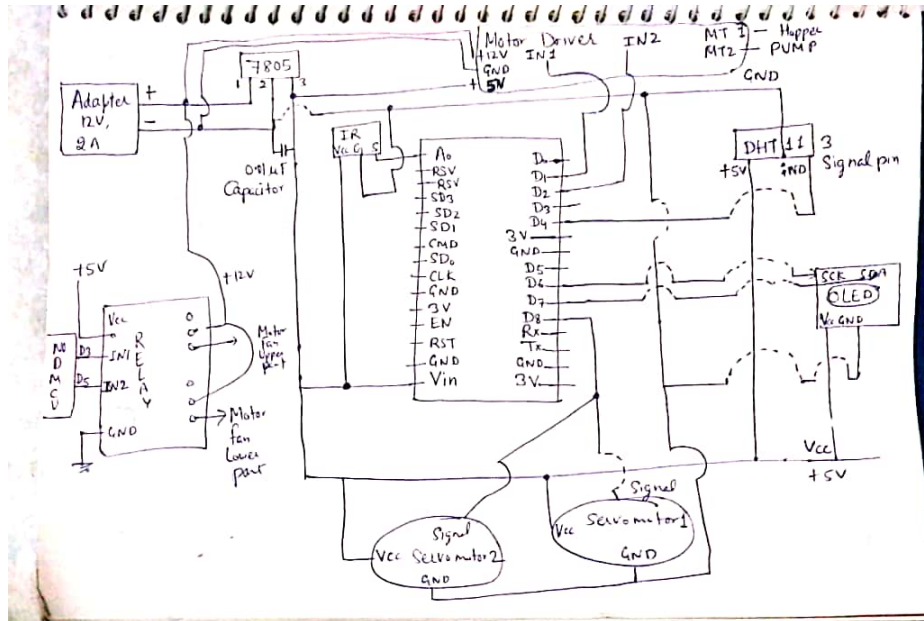 Motor Driver
IN1
IN2
MT 1 — Hopper
MT2 — PUMP
+12V
GND
+ 5V
GND
7805
1 2 3
Adapter
12V,
2A
+
−
0.01µF
Capacitor
IR
Vcc G S
A0
RSV
RSV
SD3
SD2
SD1
CMD
SD0
CLK
GND
3V
EN
RST
GND
Vin
D0
D1
D2
D3
D4
3V
GND
D5
D6
D7
D8
Rx
Tx
GND
3V
DHT 11
3
Signal pin
+5V
GND
SCK SDA
OLED
Vcc GND
+5V
+12V
NODMCU
D3
D5
Vcc
IN1
IN2
GND
RELAY
Motor
fan
upper
part
Motor
fan
Lower
part
Vcc
+5V
Signal
Vcc Servomotor2
GND
Signal
Vcc Servomotor1
GND